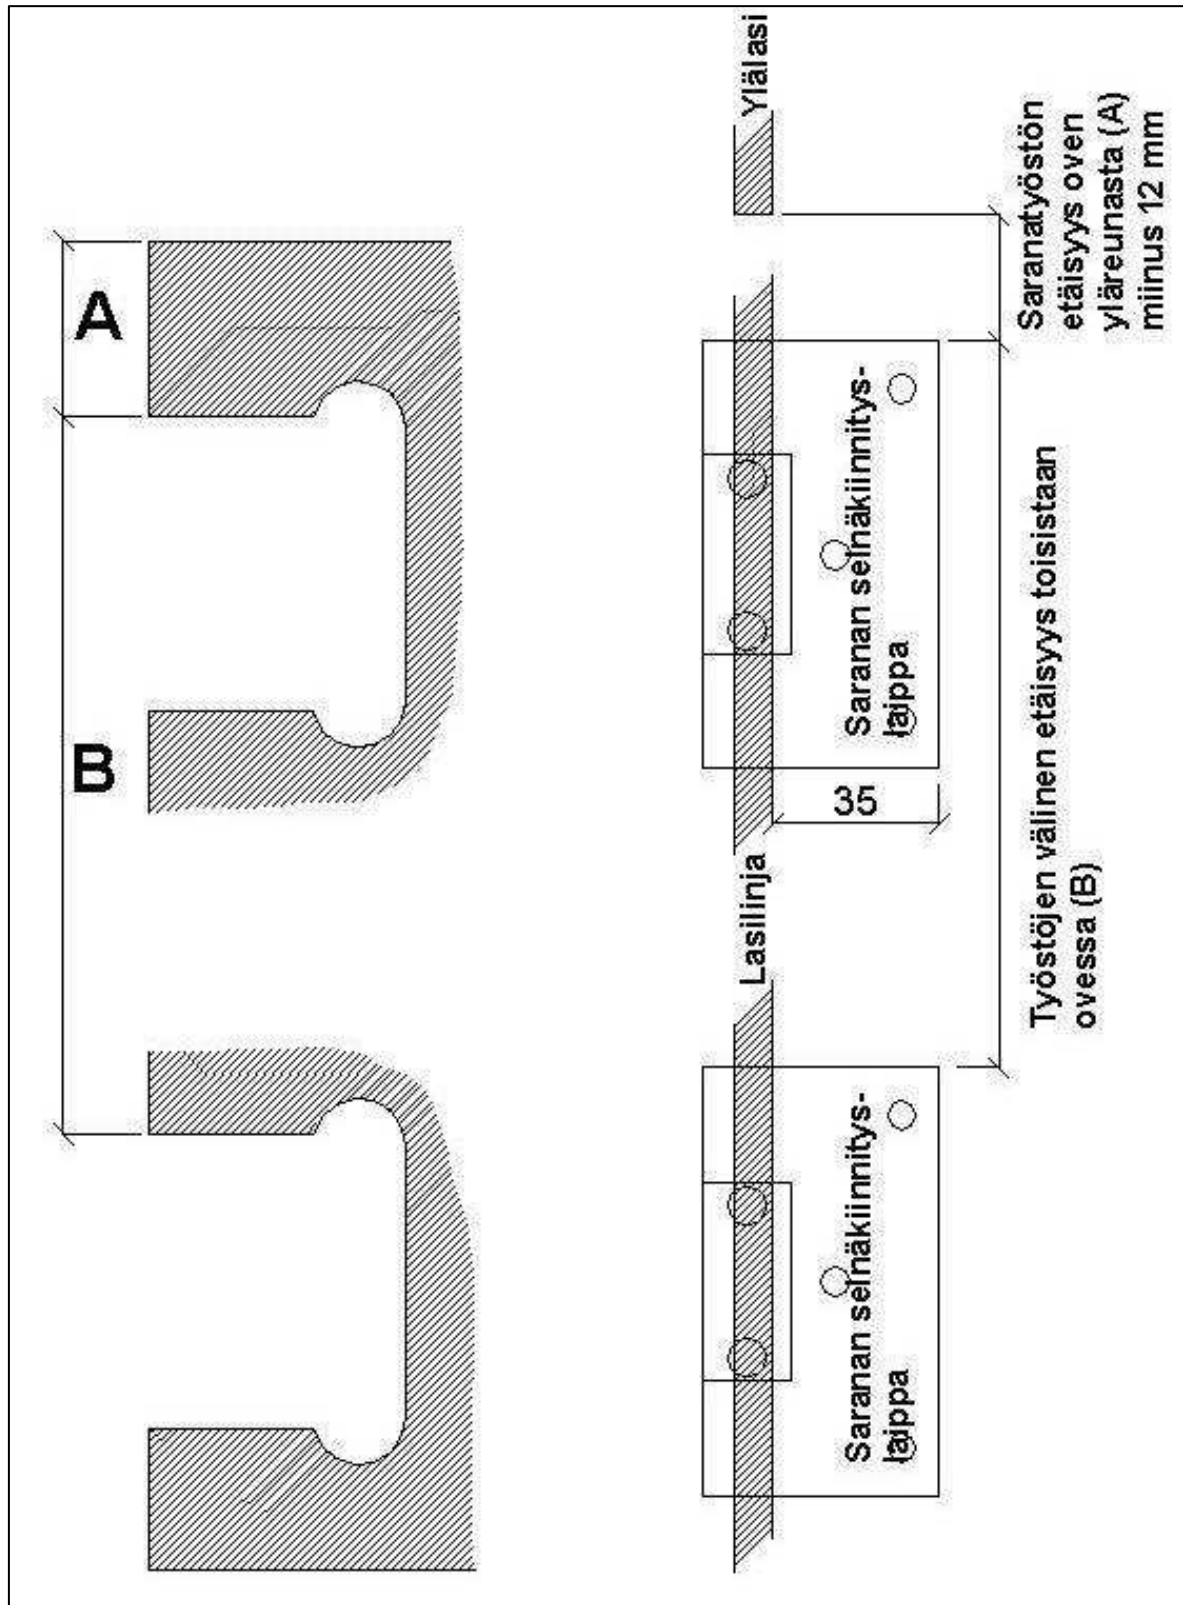 A
B
Ylälasi
Saranatyöstön
etäisyys oven
yläreunasta (A)
miinus 12 mm
Saranan seinäkiinnitys-
laippa
35
Lasilinja
Työstöjen välinen etäisyys toisistaan
ovessa (B)
Saranan seinäkiinnitys-
laippa